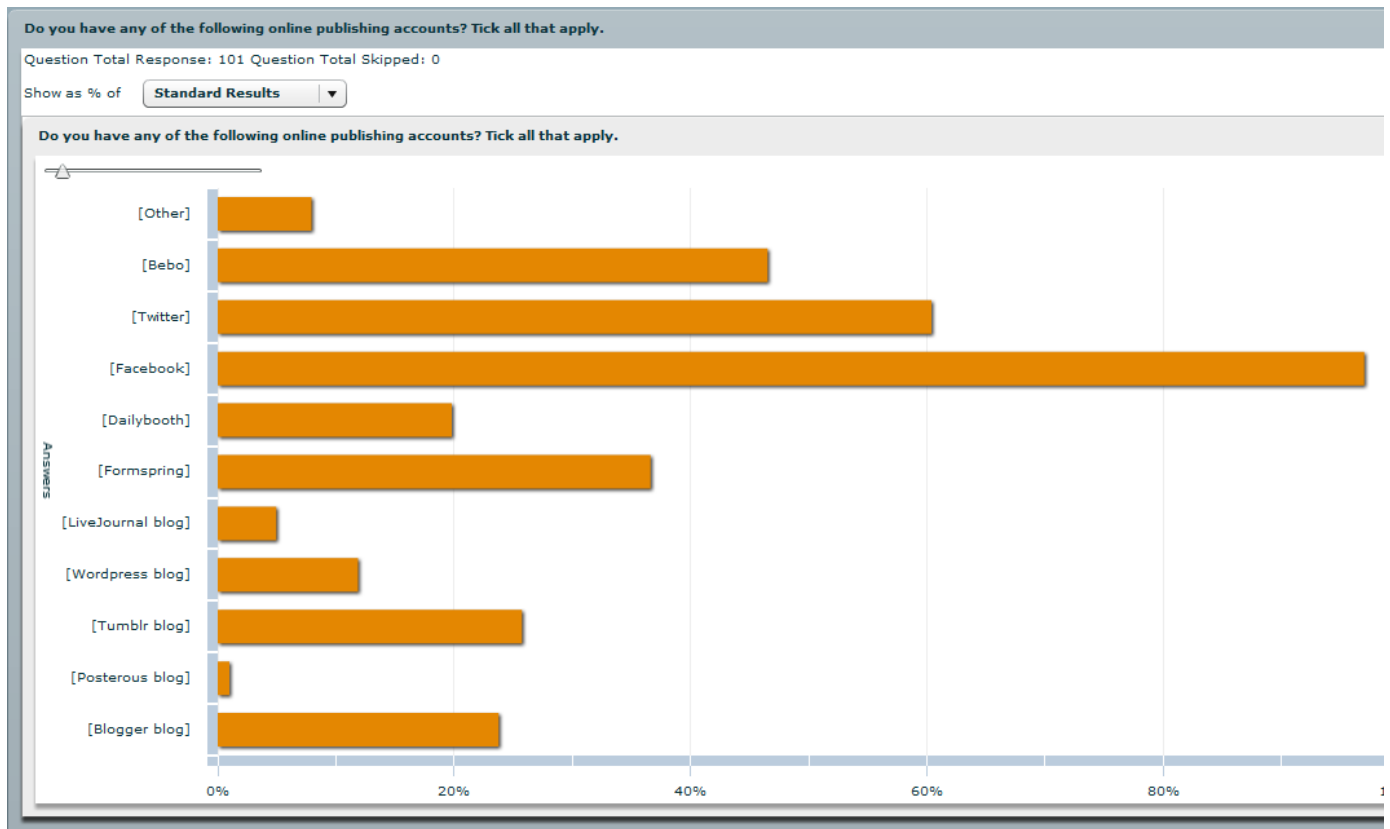 Do you have any of the following online publishing accounts? Tick all that apply.
Question Total Response: 101 Question Total Skipped: 0
Show as % of Standard Results
Do you have any of the following online publishing accounts? Tick all that apply.
[Other]
[Bebo]
[Twitter]
[Facebook]
[Dailybooth]
[Formspring]
[LiveJournal blog]
[Wordpress blog]
[Tumblr blog]
[Posterous blog]
[Blogger blog]
Answers
0% 20% 40% 60% 80%